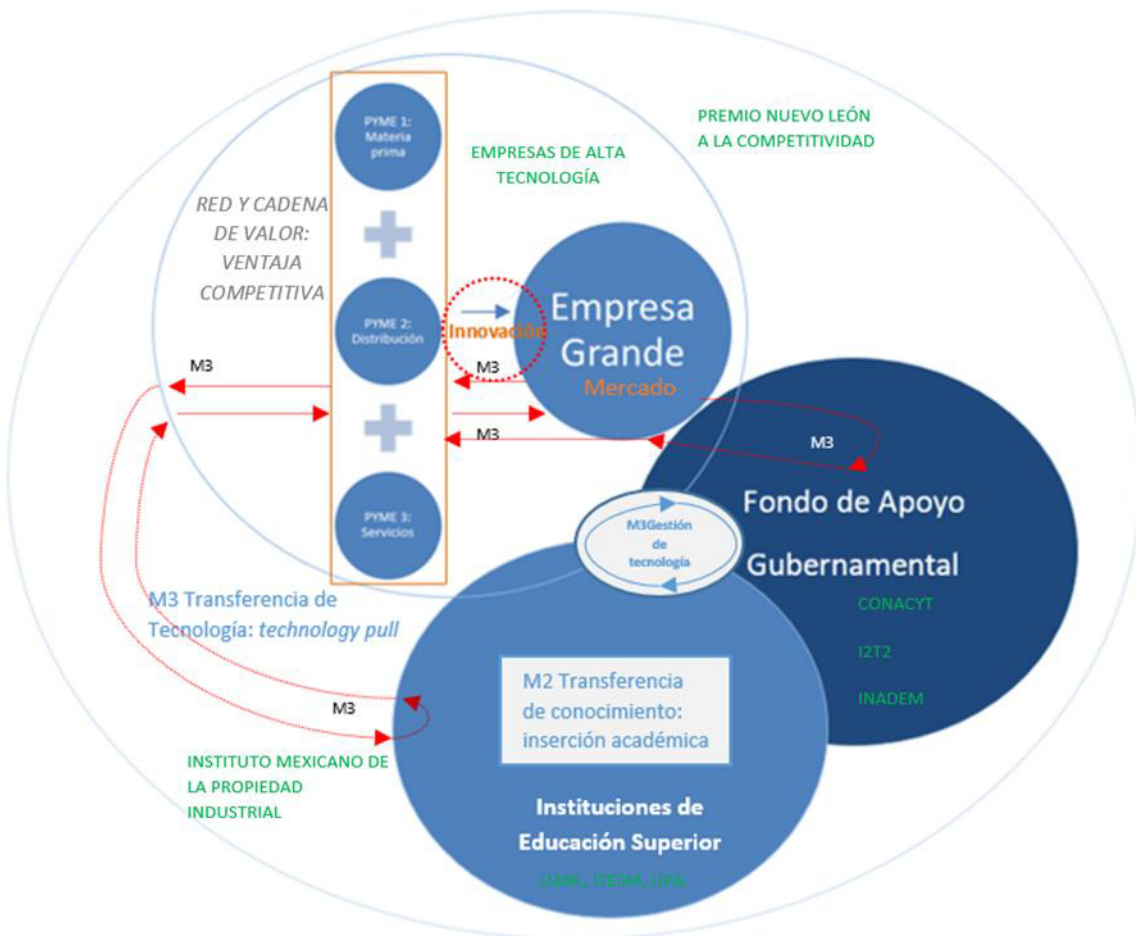 PYME 1:
Materia
prima
PREMIO NUEVO LEÓN
A LA COMPETITIVIDAD
EMPRESAS DE ALTA
TECNOLOGÍA
RED Y CADENA
DE VALOR:
VENTAJA
COMPETITIVA
PYME 2:
Distribución
Innovación
Empresa
Grande
Mercado
M3
M3
M3
M3
PYME 3:
Servicios
Fondo de Apoyo
Gubernamental
CONACYT
I2T2
INADEM
M3Gestión
de
tecnología
M3 Transferencia de
Tecnología: technology pull
M3
M2 Transferencia
de conocimiento:
inserción académica
INSTITUTO MEXICANO DE
LA PROPIEDAD
INDUSTRIAL
Instituciones de
Educación Superior
UANL, ITESM,